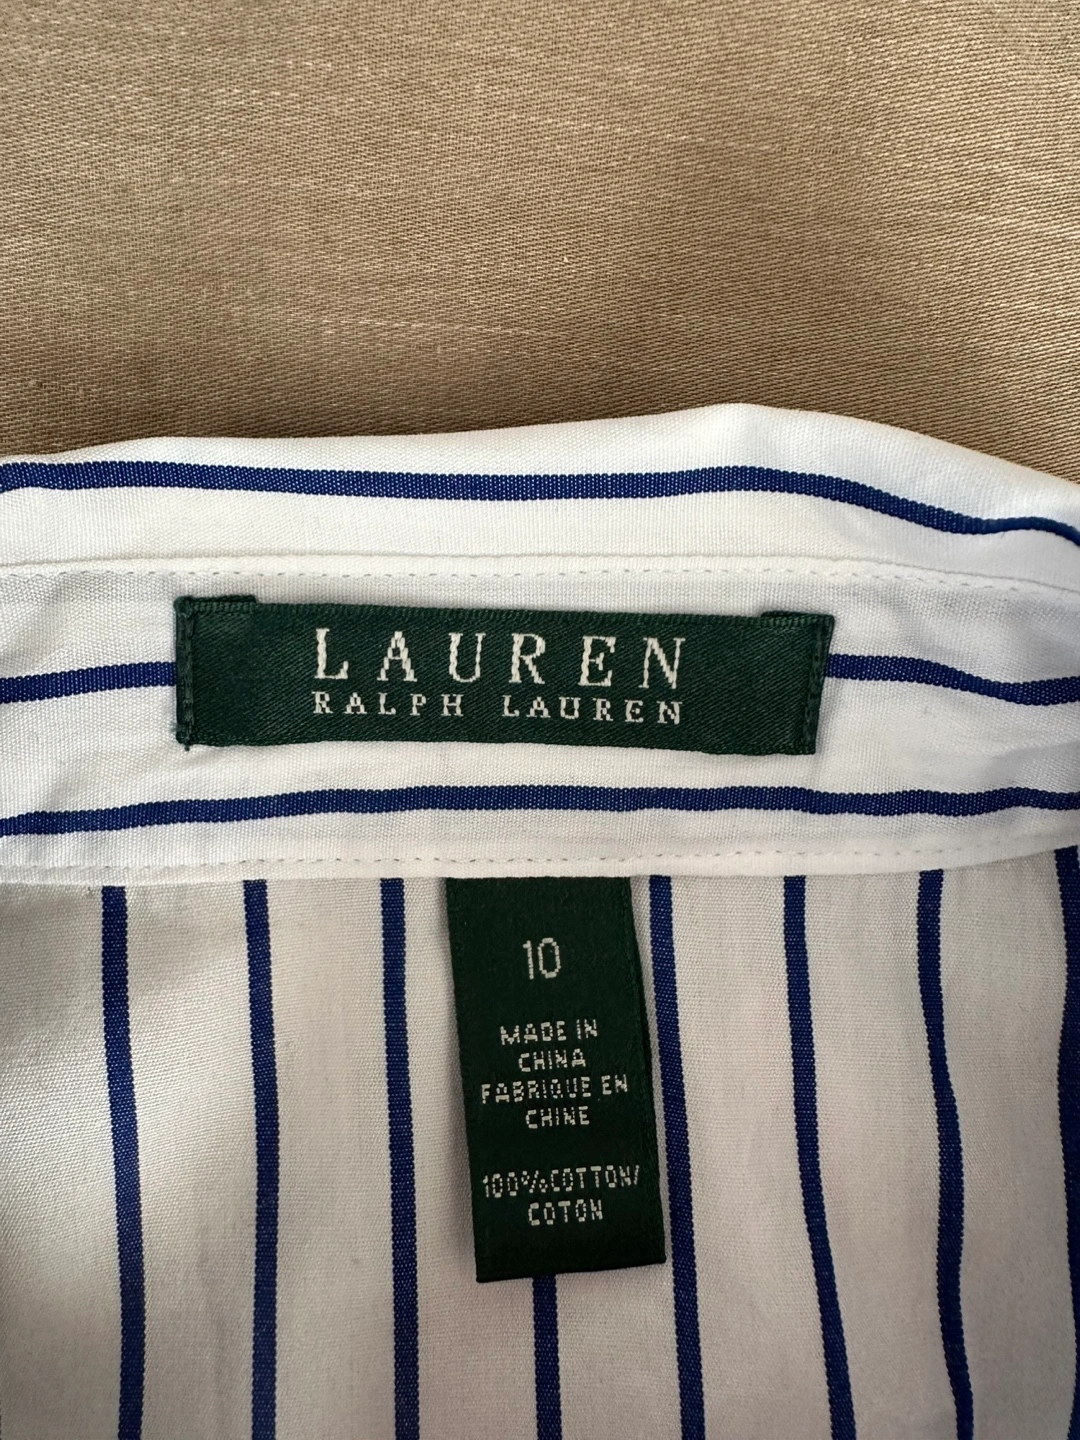 LAUREN
RALPH LAUREN
10
MADE IN
CHINA
FABRIQUE EN
CHINE
100%COTTON/
COTON